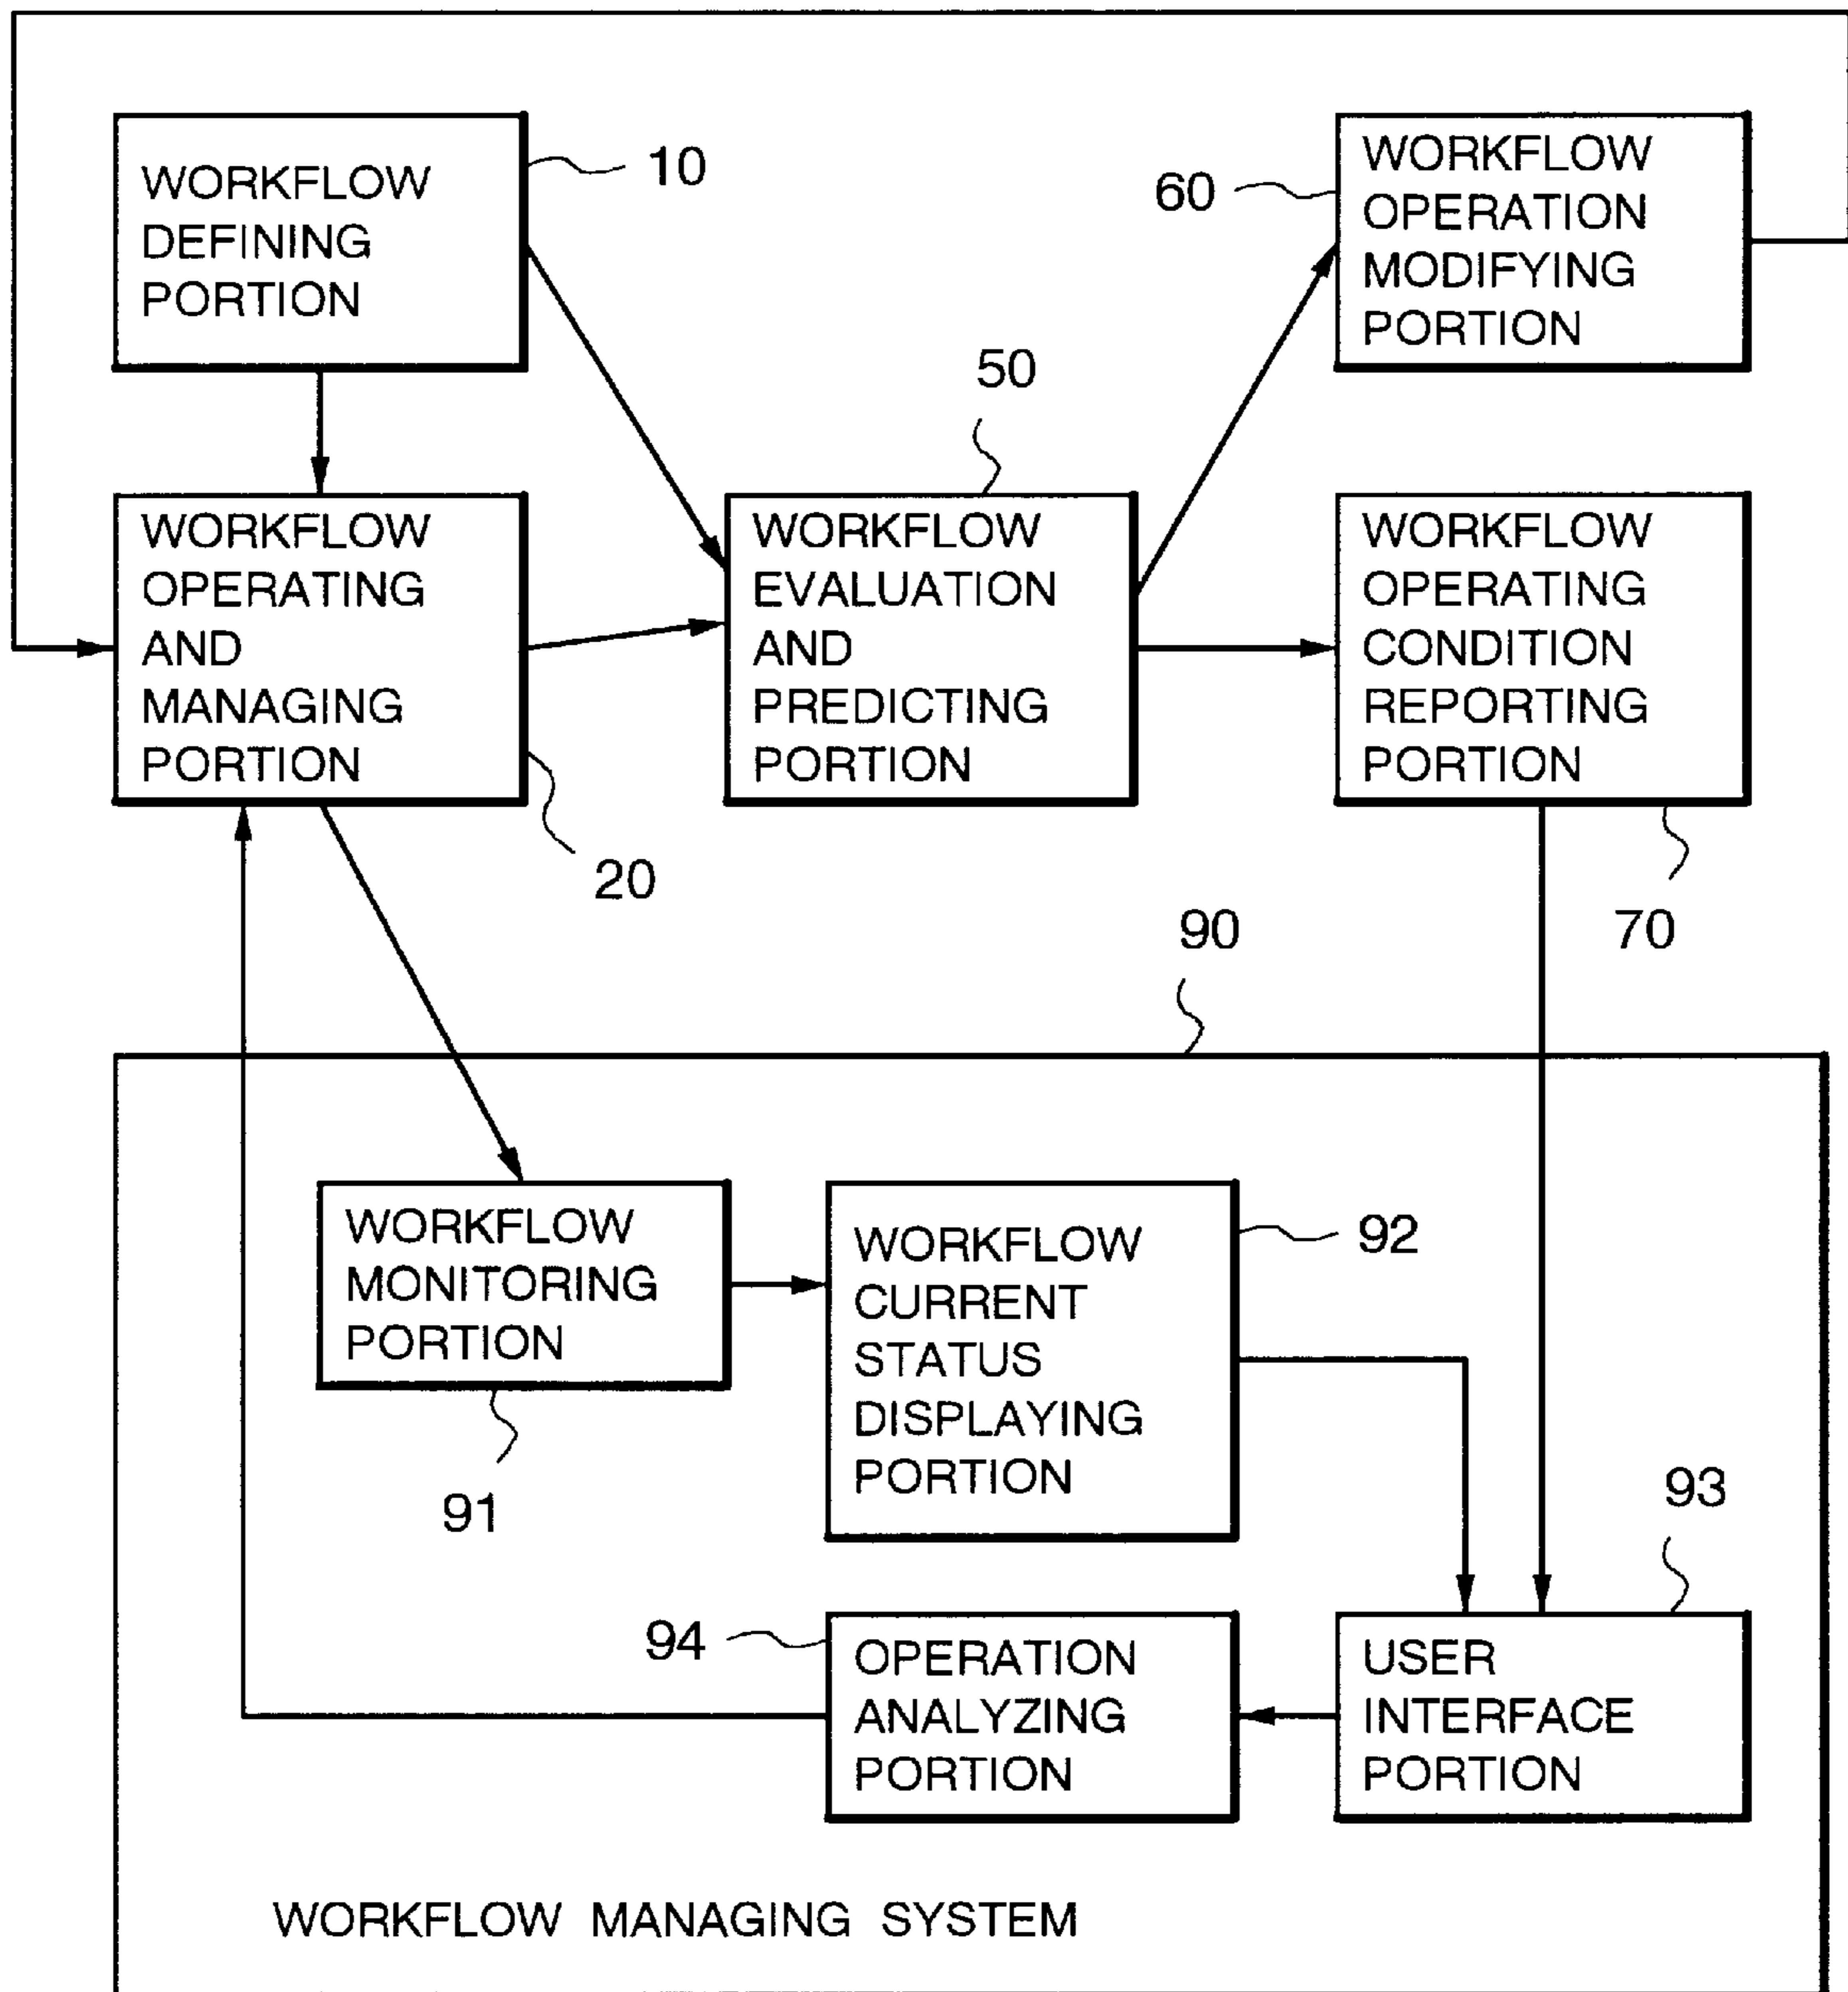 WORKFLOW
DEFINING
PORTION
10
60
WORKFLOW
OPERATION
MODIFYING
PORTION
50
WORKFLOW
OPERATING
AND
MANAGING
PORTION
20
WORKFLOW
EVALUATION
AND
PREDICTING
PORTION
WORKFLOW
OPERATING
CONDITION
REPORTING
PORTION
70
90
WORKFLOW
MONITORING
PORTION
91
WORKFLOW
CURRENT
STATUS
DISPLAYING
PORTION
92
93
94
OPERATION
ANALYZING
PORTION
USER
INTERFACE
PORTION
WORKFLOW MANAGING SYSTEM